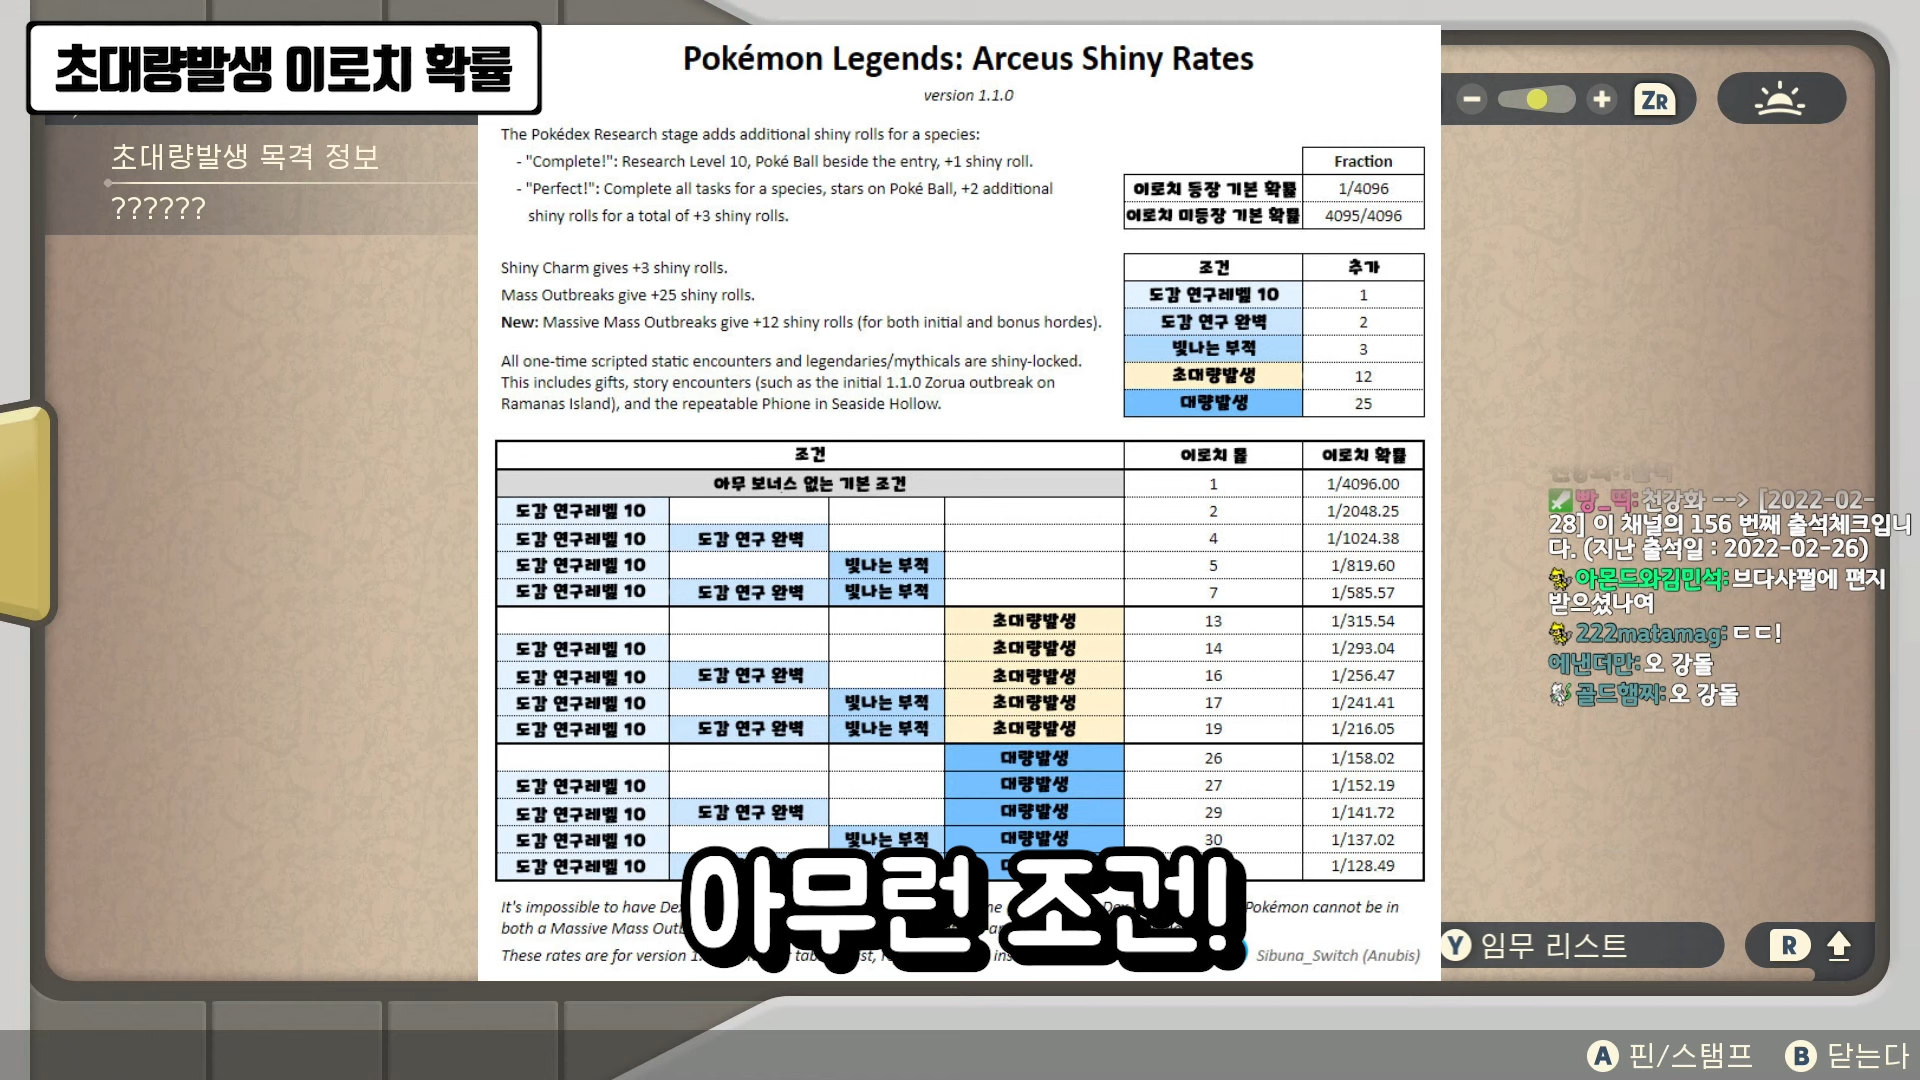 초대량발생 이로치 확률
초대량발생 목격 정보
??????
Pokémon Legends: Arceus Shiny Rates
version 1.1.0
The Pokédex Research stage adds additional shiny rolls for a species:
- "Complete!": Research Level 10, Poké Ball beside the entry, +1 shiny roll.
- "Perfect!": Complete all tasks for a species, stars on Poké Ball, +2 additional
shiny rolls for a total of +3 shiny rolls.
Fraction
이로치 등장 기본 확률 1/4096
이로치 미등장 기본 확률 4095/4096
Shiny Charm gives +3 shiny rolls.
Mass Outbreaks give +25 shiny rolls.
New: Massive Mass Outbreaks give +12 shiny rolls (for both initial and bonus hordes).
All one-time scripted static encounters and legendaries/mythicals are shiny-locked.
This includes gifts, story encounters (such as the initial 1.1.0 Zorua outbreak on
Ramanas Island), and the repeatable Phione in Seaside Hollow.
조건 추가
도감 연구레벨 10 1
도감 연구 완벽 2
빛나는 부적 3
초대량발생 12
대량발생 25
조건 이로치 롤 이로치 확률
아무 보너스 없는 기본 조건 1 1/4096.00
도감 연구레벨 10 2 1/2048.25
도감 연구레벨 10 도감 연구 완벽 4 1/1024.38
도감 연구레벨 10 빛나는 부적 5 1/819.60
도감 연구레벨 10 도감 연구 완벽 빛나는 부적 7 1/585.57
초대량발생 13 1/315.54
도감 연구레벨 10 초대량발생 14 1/293.04
도감 연구레벨 10 도감 연구 완벽 초대량발생 16 1/256.47
도감 연구레벨 10 빛나는 부적 초대량발생 17 1/241.41
도감 연구레벨 10 도감 연구 완벽 빛나는 부적 초대량발생 19 1/216.05
대량발생 26 1/158.02
도감 연구레벨 10 대량발생 27 1/152.19
도감 연구레벨 10 도감 연구 완벽 대량발생 29 1/141.72
도감 연구레벨 10 빛나는 부적 대량발생 30 1/137.02
도감 연구레벨 10 1/128.49
It's impossible to have Pokémon cannot be in
both a Massive Mass
These rates are for version
Sibuna_Switch (Anubis)
아무런 조건!
ZR
빵_떡: 천강화 --> [2022-02-
28] 이 채널의 156 번째 출석체크입니
다. (지난 출석일 : 2022-02-26)
아몬드와김민석: 브다샤펄에 편지
받으셨나여
222matamag: ㄷㄷ!
에낸더만: 오 강돌
골드햄찌: 오 강돌
Y 임무 리스트
R
A 핀/스탬프 B 닫는다